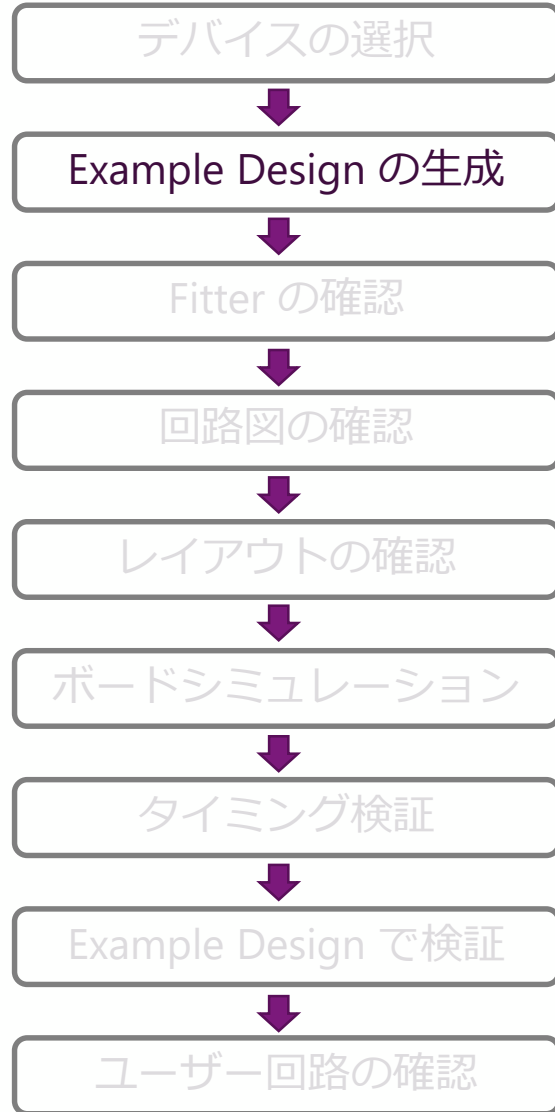 デバイスの選択
Example Design の生成
Fitter の確認
回路図の確認
レイアウトの確認
ボードシミュレーション
タイミング検証
Example Design で検証
ユーザー回路の確認